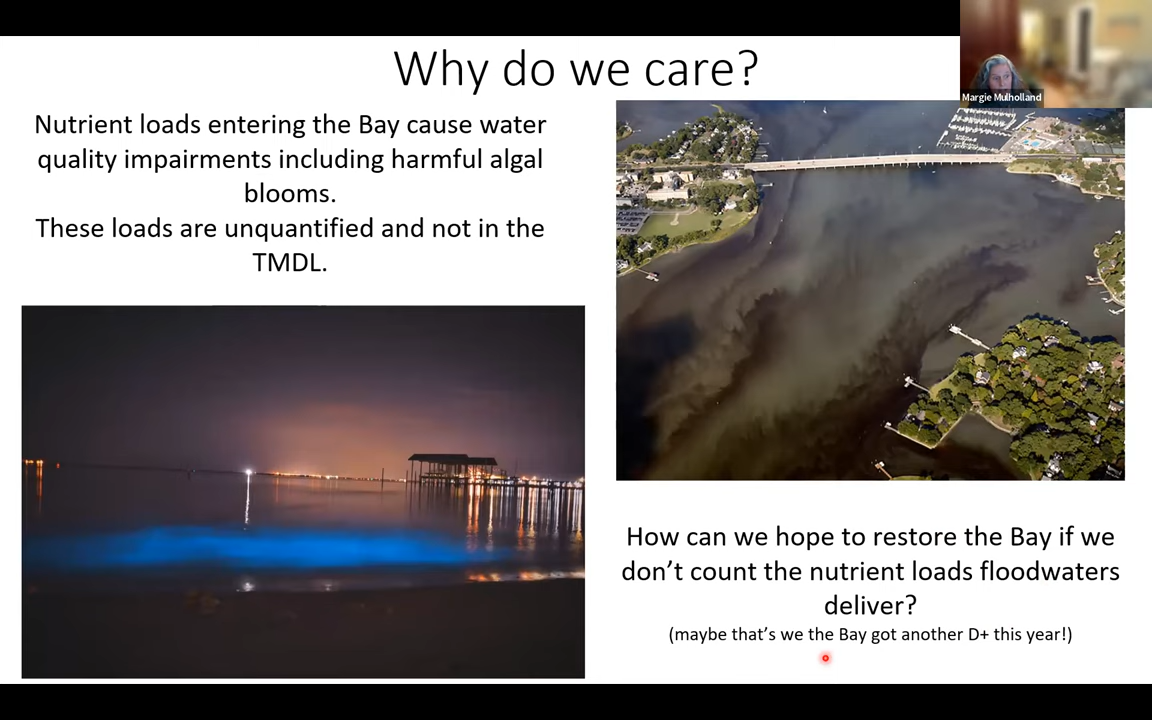 Why do we care?
Margie Mulholland
Nutrient loads entering the Bay cause water
quality impairments including harmful algal
blooms.
These loads are unquantified and not in the
TMDL.
How can we hope to restore the Bay if we
don't count the nutrient loads floodwaters
deliver?
(maybe that's we the Bay got another D+ this year!)